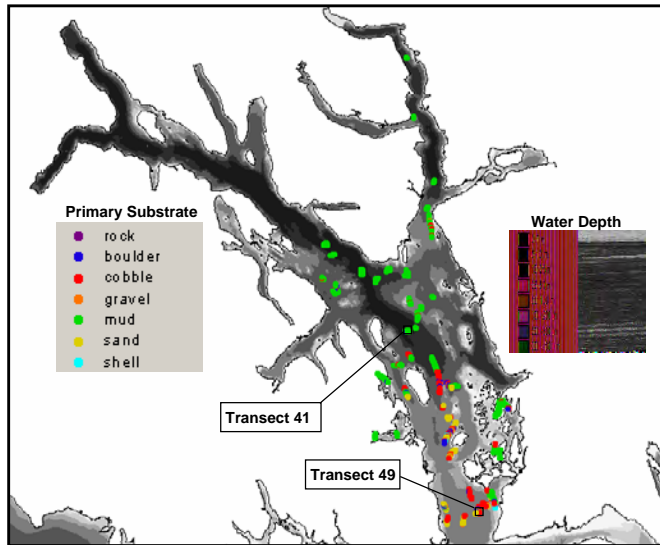 Primary Substrate
rock
boulder
cobble
gravel
mud
sand
shell
Water Depth
Transect 41
Transect 49